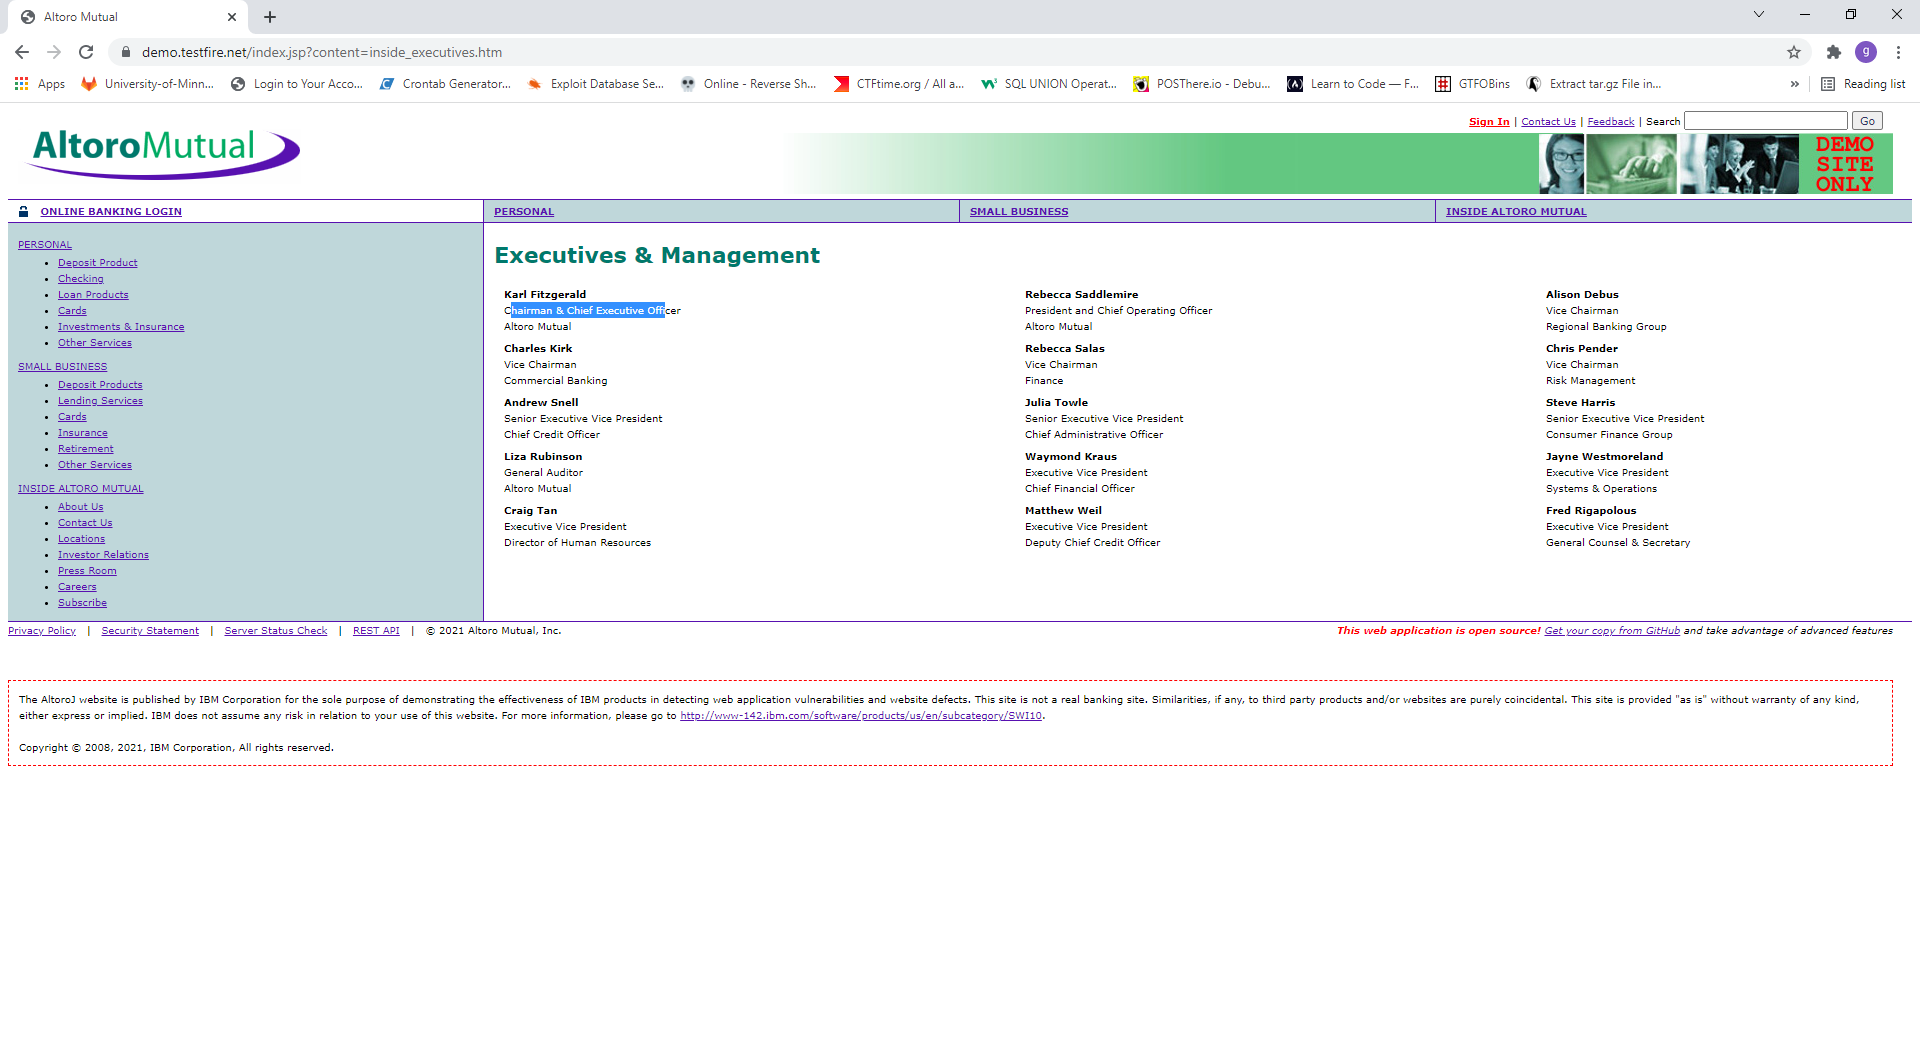 Altoro Mutual
demo.testfire.net/index.jsp?content=inside_executives.htm
g
Apps
University-of-Minn...
Login to Your Acco...
Crontab Generator...
Exploit Database Se...
Online - Reverse Sh...
CTFtime.org / All a...
SQL UNION Operat...
POSThere.io - Debu...
Learn to Code — F...
GTFOBins
Extract tar.gz File in...
»
Reading list
Sign In | Contact Us | Feedback | Search
Go
AltoroMutual
DEMO
SITE
ONLY
ONLINE BANKING LOGIN
PERSONAL
SMALL BUSINESS
INSIDE ALTORO MUTUAL
PERSONAL
• Deposit Product
• Checking
• Loan Products
• Cards
• Investments & Insurance
• Other Services
SMALL BUSINESS
• Deposit Products
• Lending Services
• Cards
• Insurance
• Retirement
• Other Services
INSIDE ALTORO MUTUAL
• About Us
• Contact Us
• Locations
• Investor Relations
• Press Room
• Careers
• Subscribe
Executives & Management
Karl Fitzgerald
Chairman & Chief Executive Officer
Altoro Mutual
Rebecca Saddlemire
President and Chief Operating Officer
Altoro Mutual
Alison Debus
Vice Chairman
Regional Banking Group
Charles Kirk
Vice Chairman
Commercial Banking
Rebecca Salas
Vice Chairman
Finance
Chris Pender
Vice Chairman
Risk Management
Andrew Snell
Senior Executive Vice President
Chief Credit Officer
Julia Towle
Senior Executive Vice President
Chief Administrative Officer
Steve Harris
Senior Executive Vice President
Consumer Finance Group
Liza Rubinson
General Auditor
Altoro Mutual
Waymond Kraus
Executive Vice President
Chief Financial Officer
Jayne Westmoreland
Executive Vice President
Systems & Operations
Craig Tan
Executive Vice President
Director of Human Resources
Matthew Weil
Executive Vice President
Deputy Chief Credit Officer
Fred Rigapolous
Executive Vice President
General Counsel & Secretary
Privacy Policy | Security Statement | Server Status Check | REST API | © 2021 Altoro Mutual, Inc.
This web application is open source! Get your copy from GitHub and take advantage of advanced features
The AltoroJ website is published by IBM Corporation for the sole purpose of demonstrating the effectiveness of IBM products in detecting web application vulnerabilities and website defects. This site is not a real banking site. Similarities, if any, to third party products and/or websites are purely coincidental. This site is provided "as is" without warranty of any kind,
either express or implied. IBM does not assume any risk in relation to your use of this website. For more information, please go to http://www-142.ibm.com/software/products/us/en/subcategory/SWI10.
Copyright © 2008, 2021, IBM Corporation, All rights reserved.